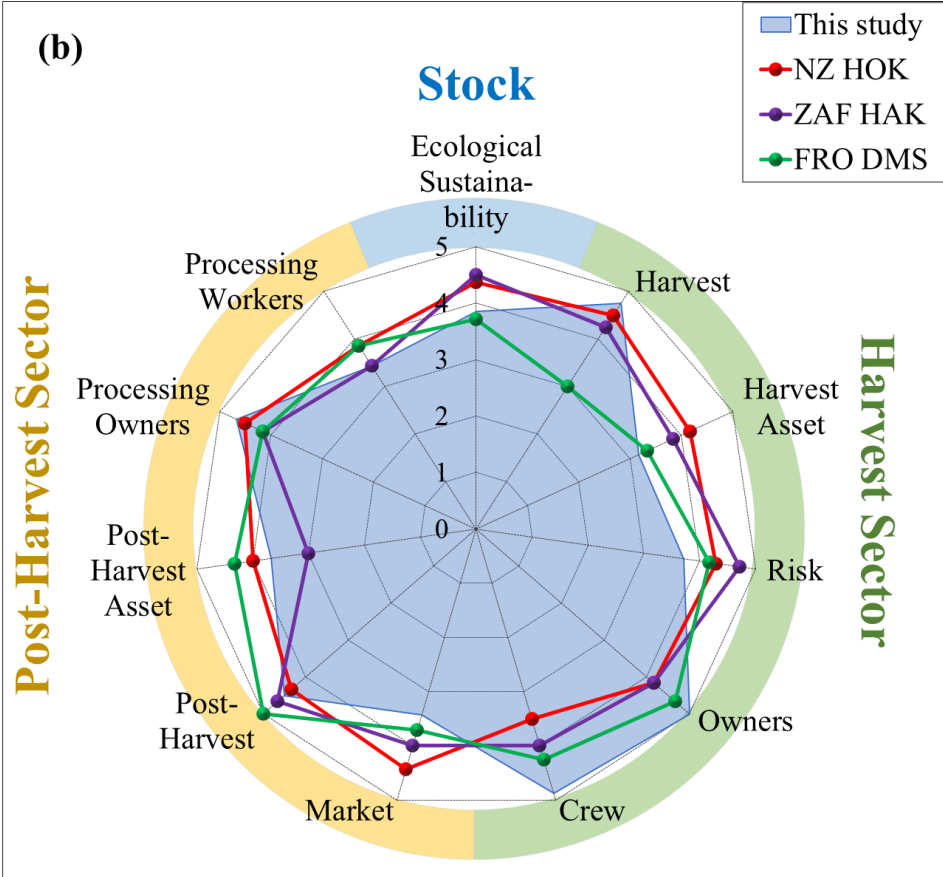 (b)
This study
NZ HOK
ZAF HAK
FRO DMS
Stock
Ecological
Sustaina-
bility
Harvest
Harvest
Asset
Risk
Owners
Crew
Market
Post-
Harvest
Post-
Harvest
Asset
Processing
Owners
Processing
Workers
5
4
3
2
1
0
Harvest Sector
Post-Harvest Sector